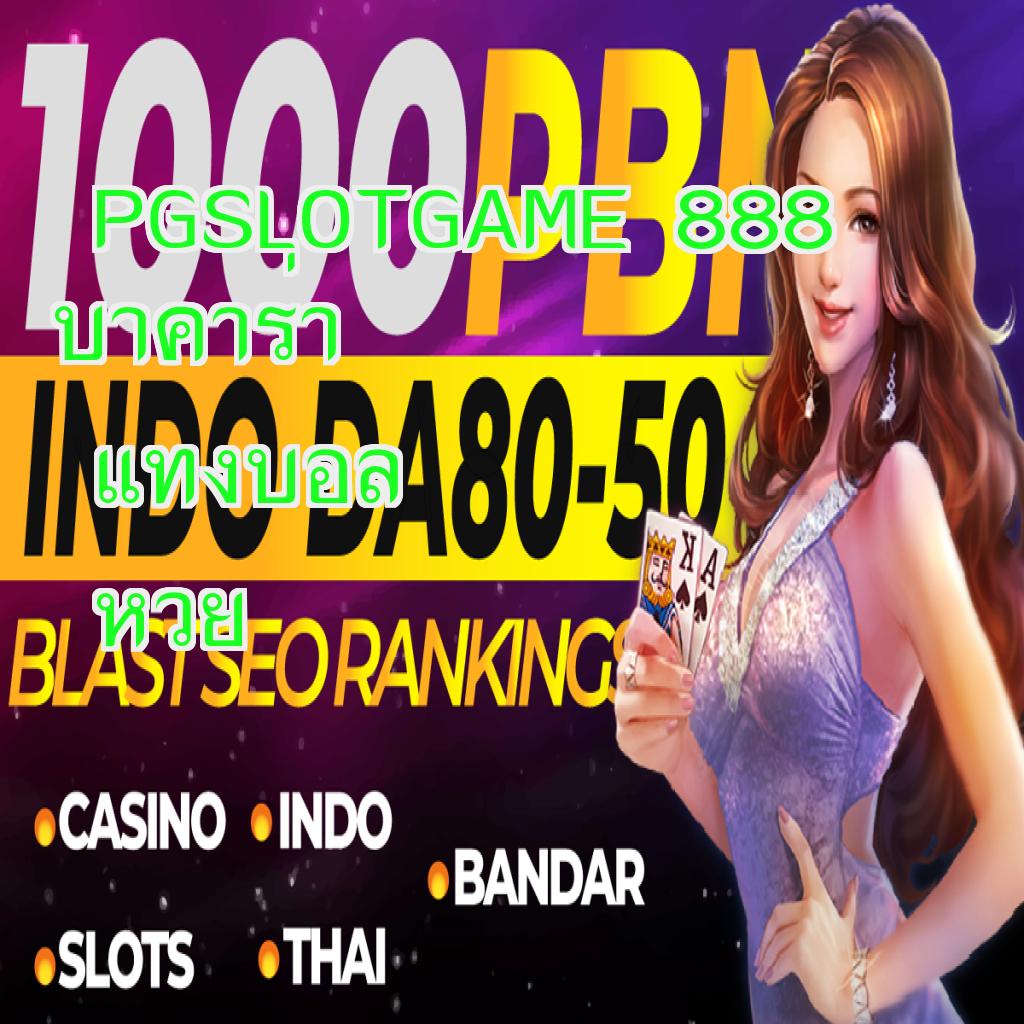 1000PBN
PGSLOTGAME 888
บาคารา
INDO DA80-50
แทงบอล
หวย
BLAST SEO RANKINGS
CASINO
INDO
BANDAR
SLOTS
THAI
K
A